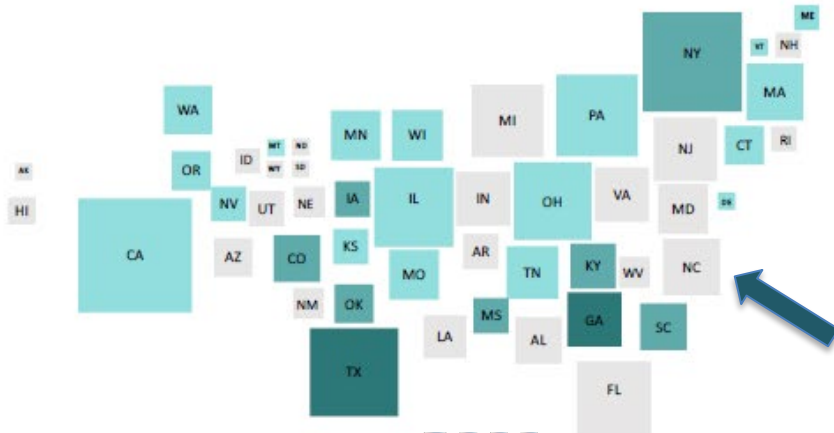 ME
NY
VT
NH
WA
MA
MN
WI
MI
PA
MT
ND
NJ
CT
RI
ID
AK
OR
WY
SD
IL
IN
OH
VA
HI
NV
UT
NE
IA
MD
DE
CA
AZ
CO
KS
AR
KY
WV
NC
MO
TN
NM
OK
MS
GA
SC
LA
AL
TX
FL